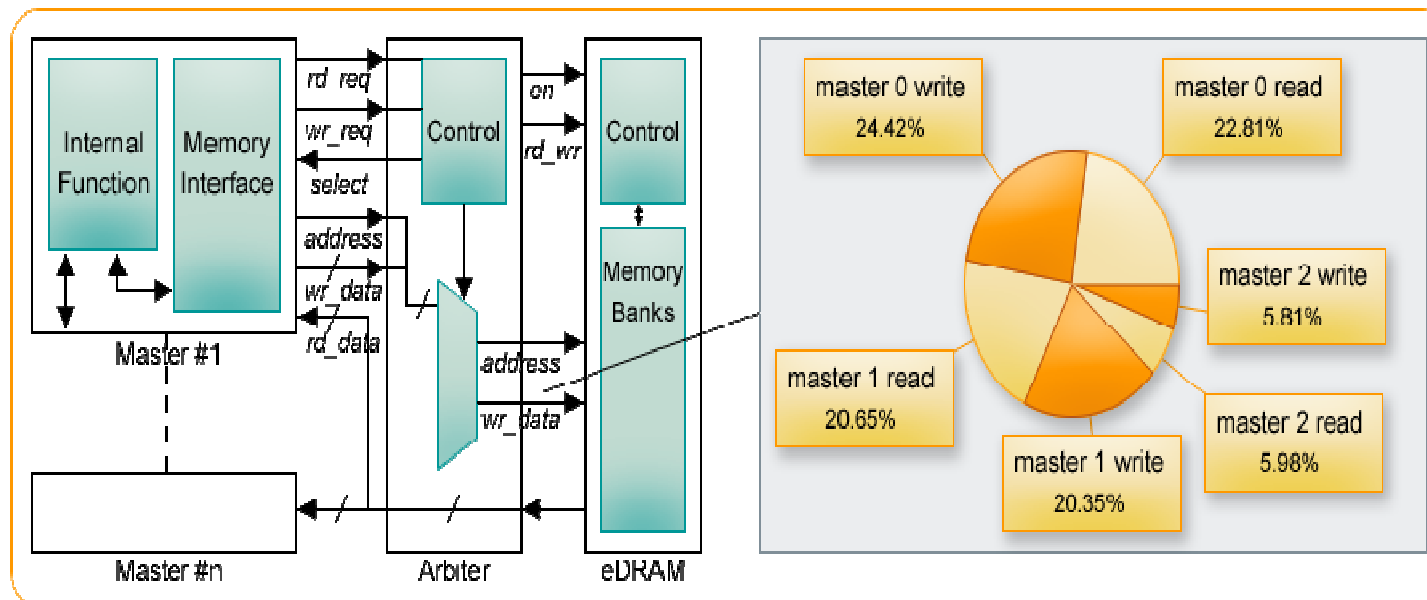 Internal
Function
Memory
Interface
Master #1
Master #n
rd_req
wr_req
select
address
wr_data
rd_data
Control
Arbiter
on
rd_wr
address
wr_data
Control
Memory
Banks
eDRAM
master 0 write
24.42%
master 0 read
22.81%
master 2 write
5.81%
master 1 read
20.65%
master 2 read
5.98%
master 1 write
20.35%